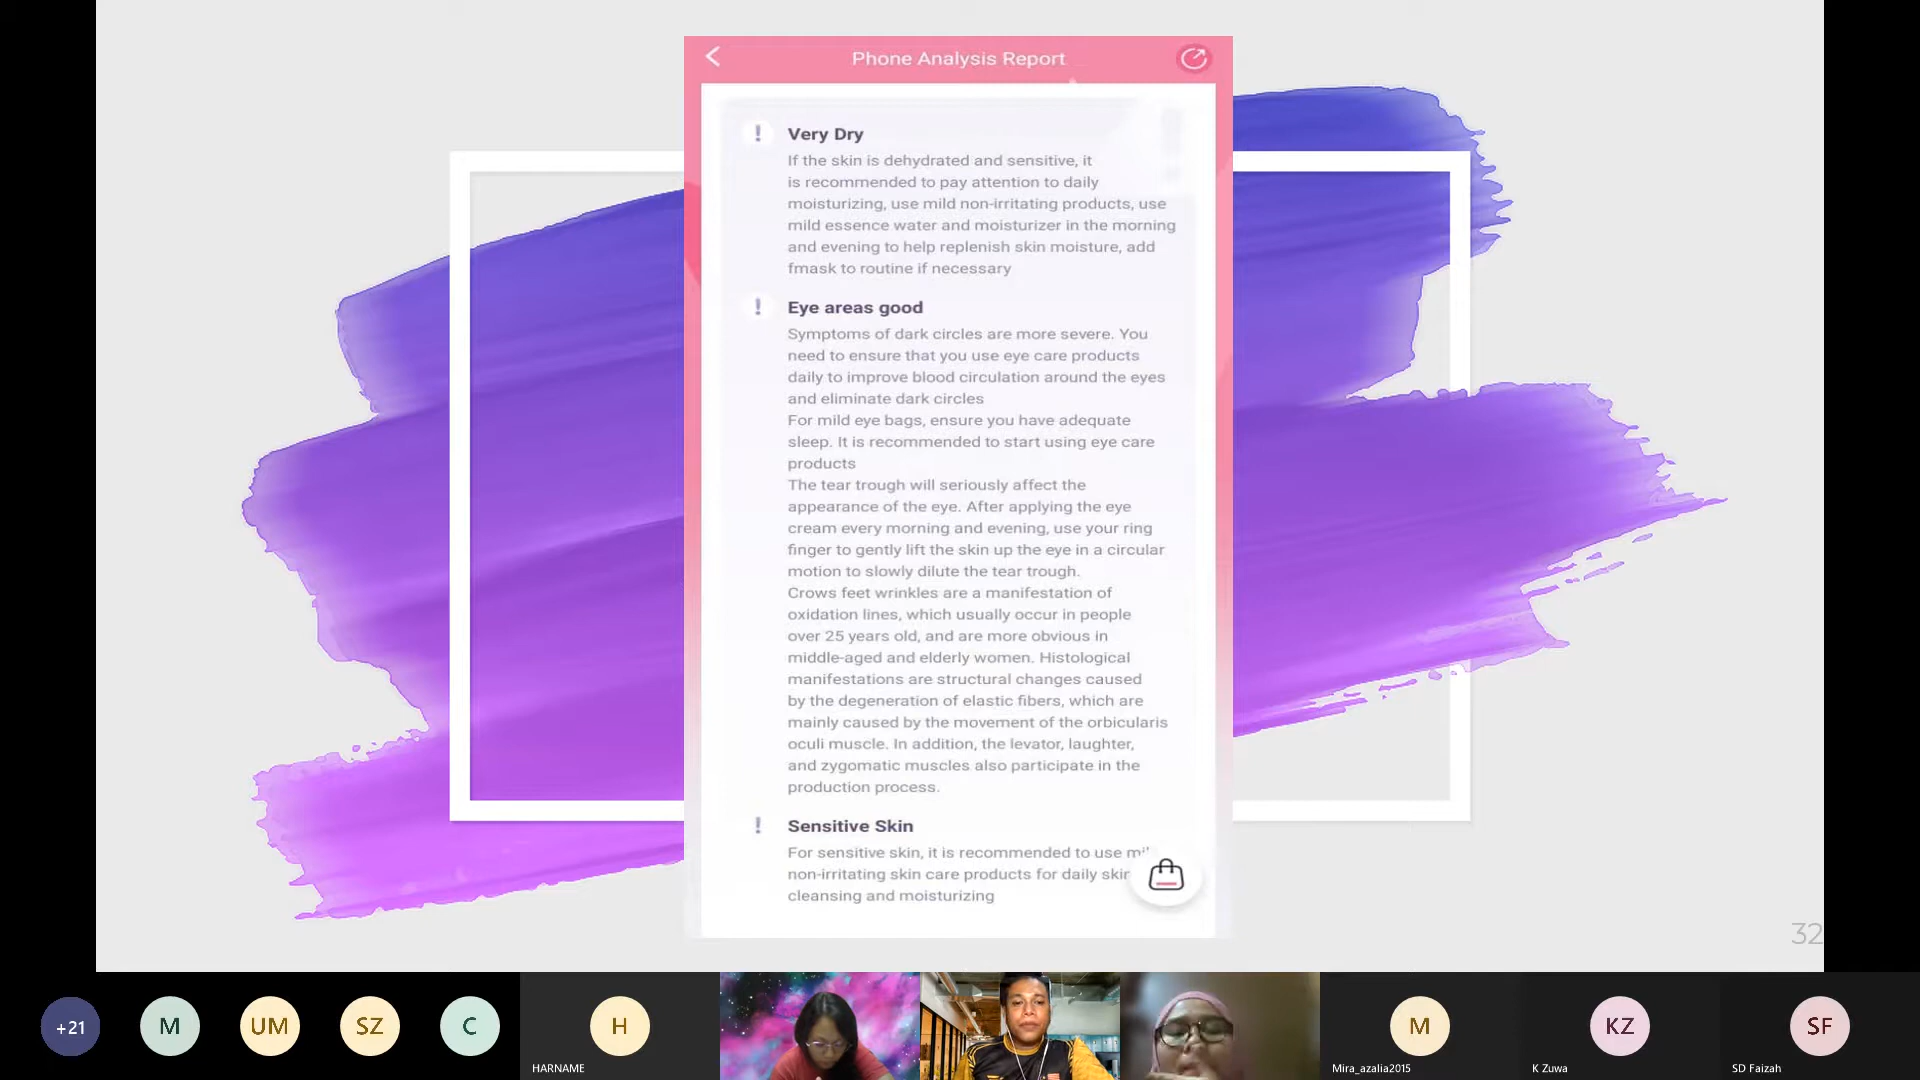 Phone Analysis Report
! Very Dry
If the skin is dehydrated and sensitive, it
is recommended to pay attention to daily
moisturizing, use mild non-irritating products, use
mild essence water and moisturizer in the morning
and evening to help replenish skin moisture, add
fmask to routine if necessary
! Eye areas good
Symptoms of dark circles are more severe. You
need to ensure that you use eye care products
daily to improve blood circulation around the eyes
and eliminate dark circles
For mild eye bags, ensure you have adequate
sleep. It is recommended to start using eye care
products
The tear trough will seriously affect the
appearance of the eye. After applying the eye
cream every morning and evening, use your ring
finger to gently lift the skin up the eye in a circular
motion to slowly dilute the tear trough.
Crows feet wrinkles are a manifestation of
oxidation lines, which usually occur in people
over 25 years old, and are more obvious in
middle-aged and elderly women. Histological
manifestations are structural changes caused
by the degeneration of elastic fibers, which are
mainly caused by the movement of the orbicularis
oculi muscle. In addition, the levator, laughter,
and zygomatic muscles also participate in the
production process.
! Sensitive Skin
For sensitive skin, it is recommended to use
non-irritating skin care products for daily skin
cleansing and moisturizing
32
+21
M
UM
SZ
C
H
HARNAME
M
Mira_azalia2015
KZ
K Zuwa
SF
SD Faizah